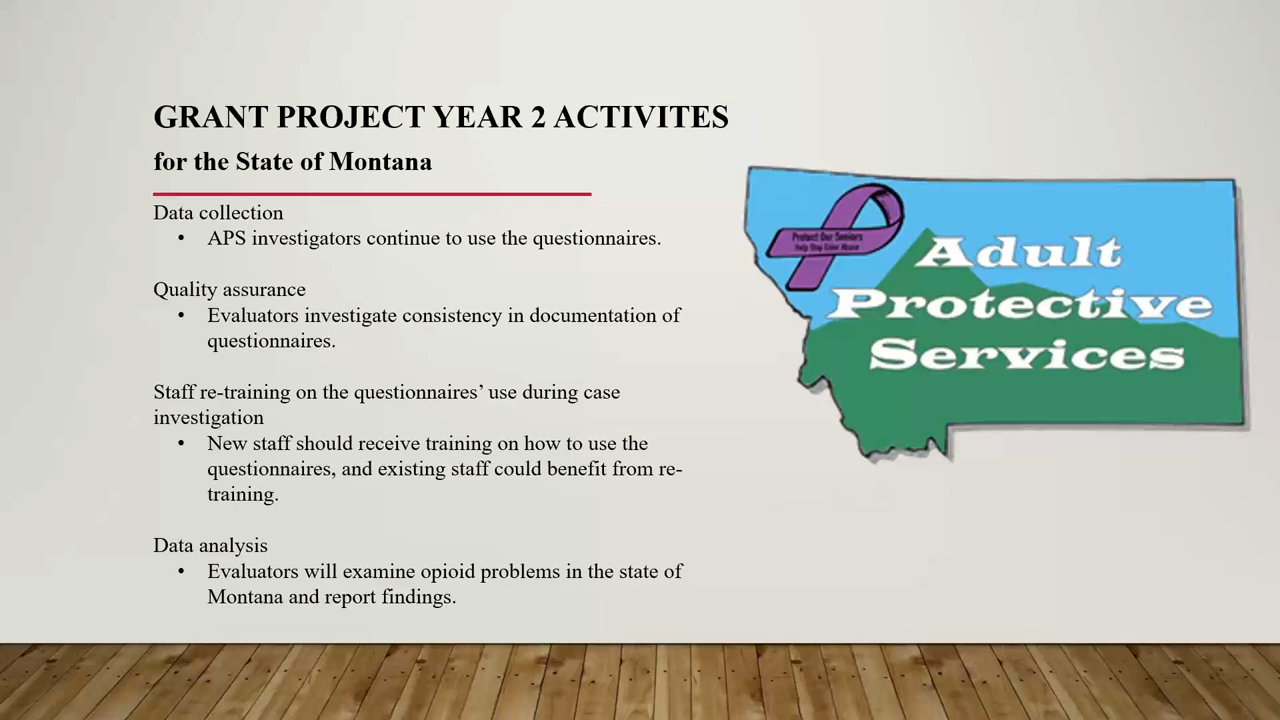 GRANT PROJECT YEAR 2 ACTIVITES
for the State of Montana
Data collection
• APS investigators continue to use the questionnaires.
Quality assurance
• Evaluators investigate consistency in documentation of
questionnaires.
Staff re-training on the questionnaires’ use during case
investigation
• New staff should receive training on how to use the
questionnaires, and existing staff could benefit from re-
training.
Data analysis
• Evaluators will examine opioid problems in the state of
Montana and report findings.
Protect Our Seniors
Help Stop Elder Abuse
Adult
Protective
Services